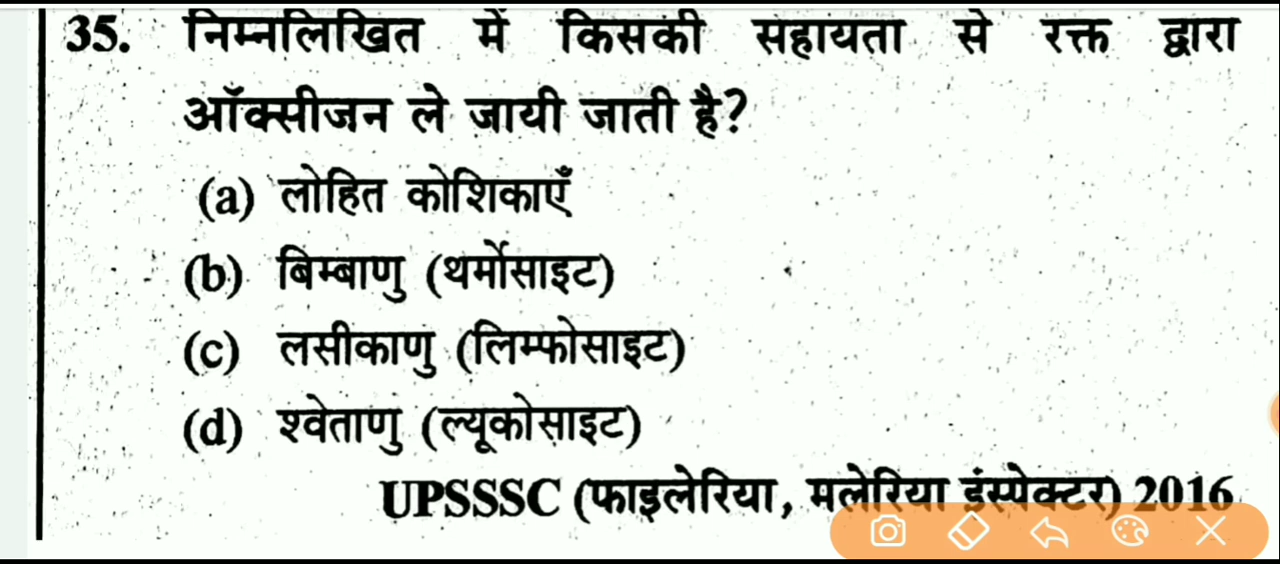 35. निम्नलिखित में किसकी सहायता से रक्त द्वारा
ऑक्सीजन ले जायी जाती है?
(a) लोहित कोशिकाएँ
(b) बिम्बाणु (थर्मोसाइट)
(c) लसीकाणु (लिम्फोसाइट)
(d) श्वेताणु (ल्यूकोसाइट)
UPSSSC (फाइलेरिया, मलेरिया इंस्पेक्टर) 2016